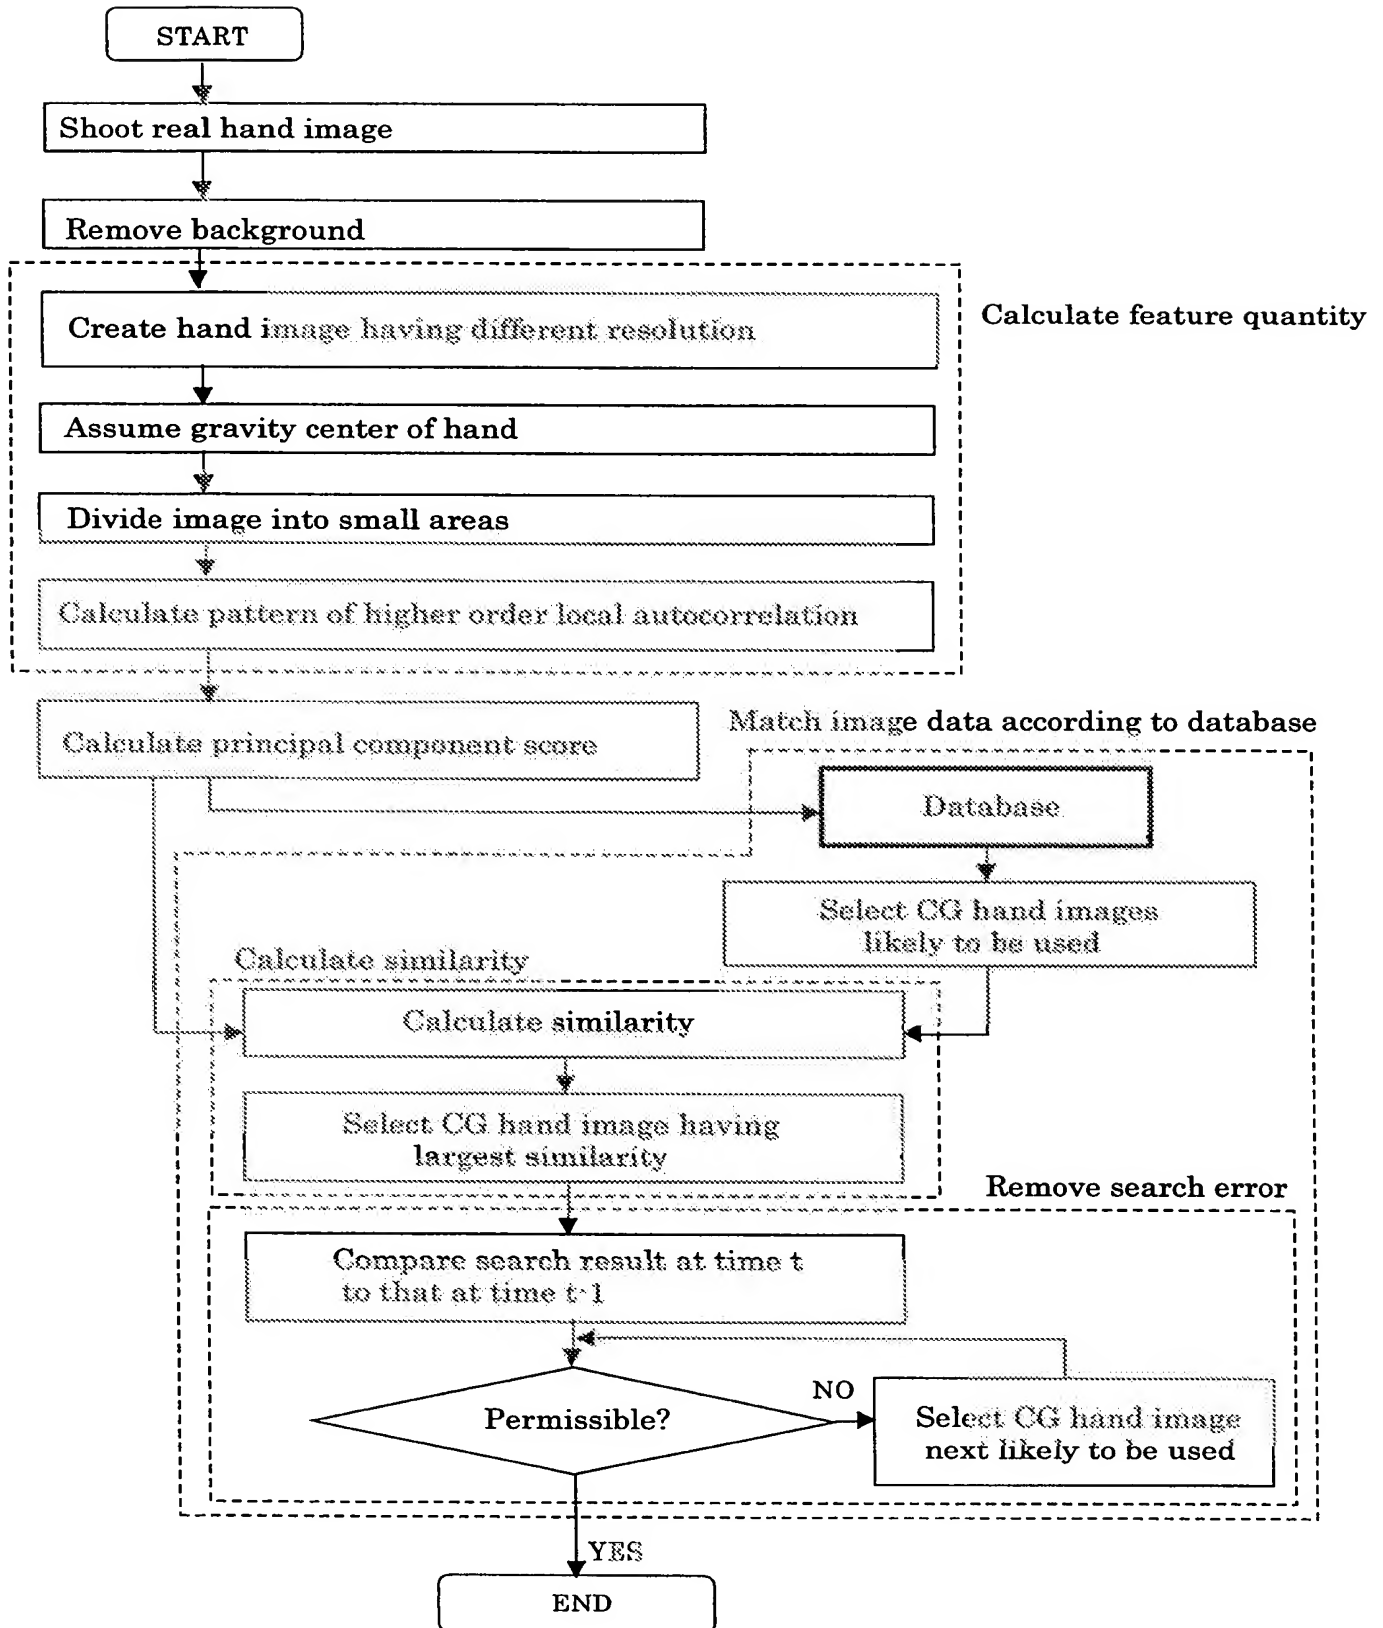 START
Shoot real hand image
Remove background
Calculate feature quantity
Create hand image having different resolution
Assume gravity center of hand
Divide image into small areas
Calculate pattern of higher order local autocorrelation
Calculate principal component score
Match image data according to database
Database
Select CG hand images
likely to be used
Calculate similarity
Calculate similarity
Select CG hand image having
largest similarity
Remove search error
Compare search result at time t
to that at time t-1
Permissible?
NO
Select CG hand image
next likely to be used
YES
END